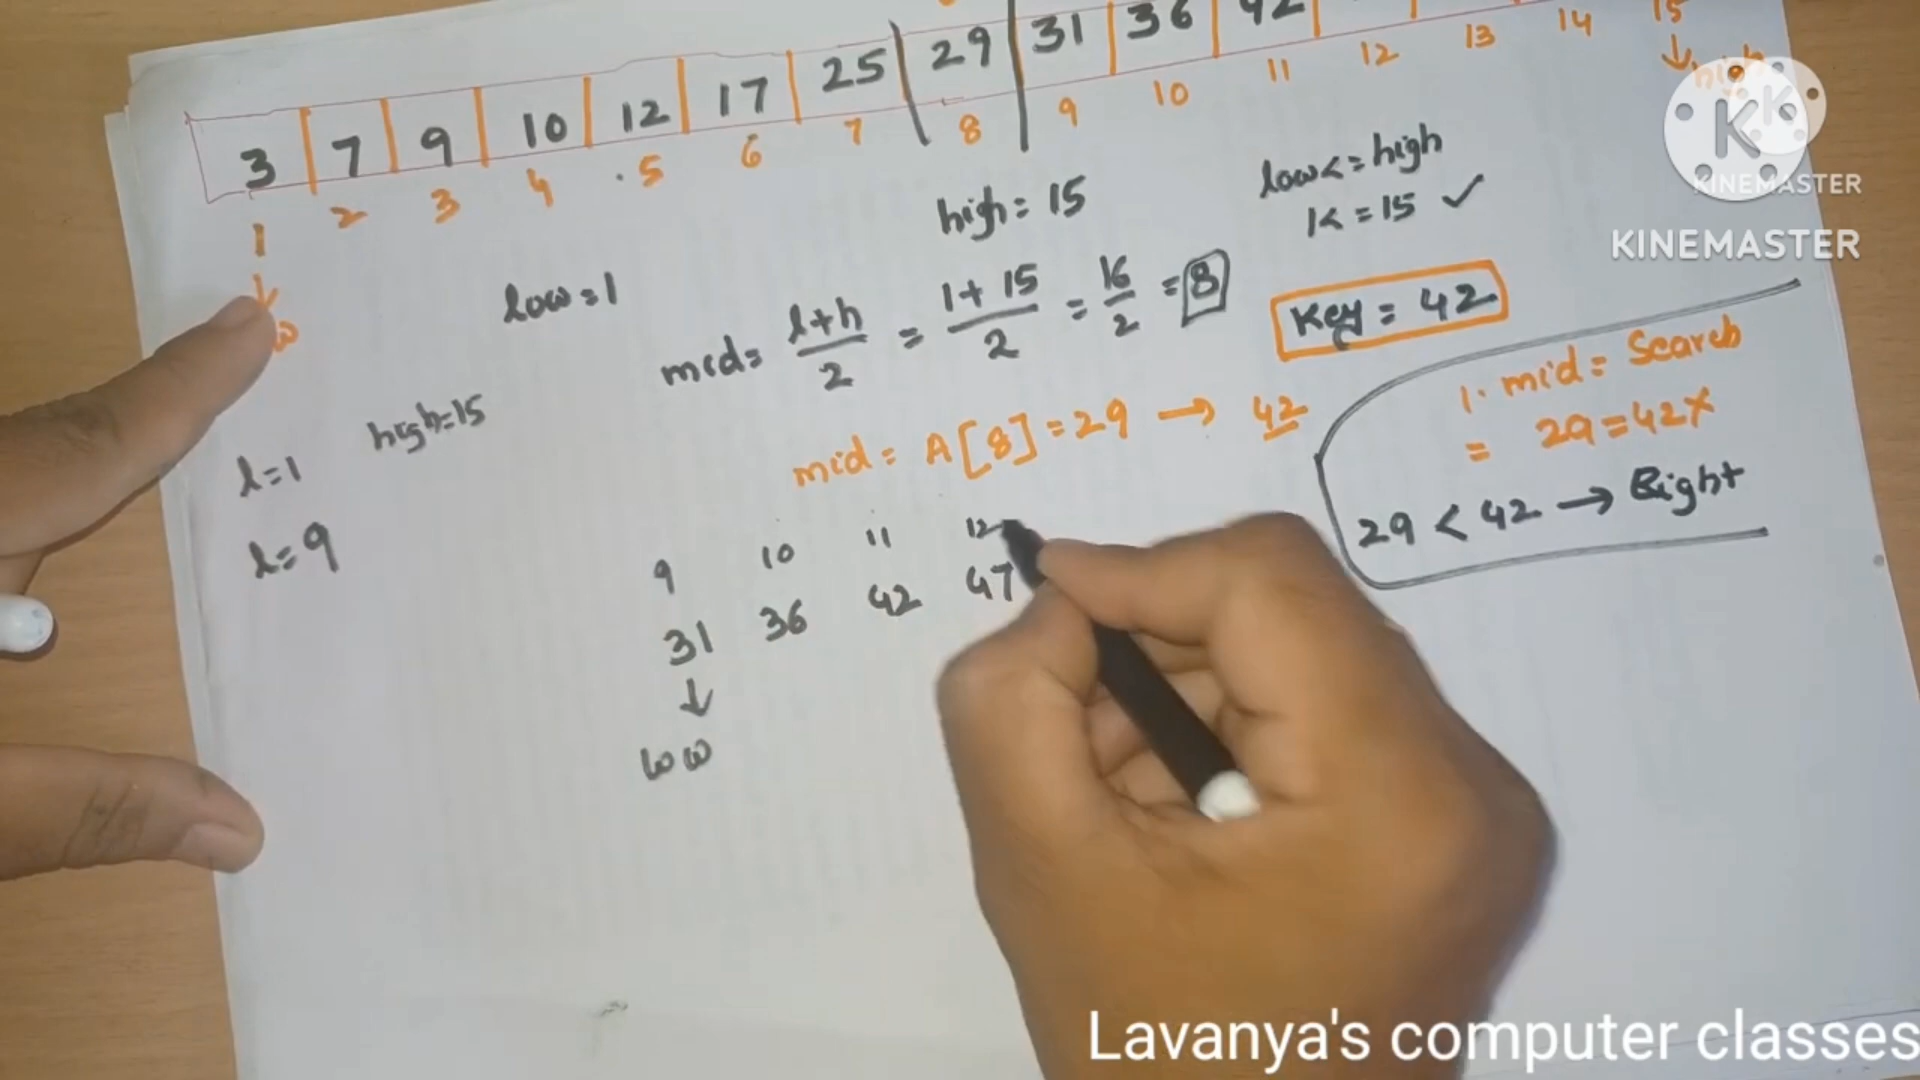 3 7 9 10 12 17 25 29 31 36 42
1 2 3 4 5 6 7 8 9 10 11 12 13 14 15
high
low<=high
1<=15 ✓
high=15
low=1
mid= l+h/2 = 1+15/2 = 16/2 = 8
Key = 42
high=15
l=1
l=9
mid= A[8]=29 → 42
1. mid= Search
= 29=42 X
29 < 42 → Right
9 10 11 12
31 36 42 47
↓
low
KINEMASTER
KINEMASTER
Lavanya's computer classes